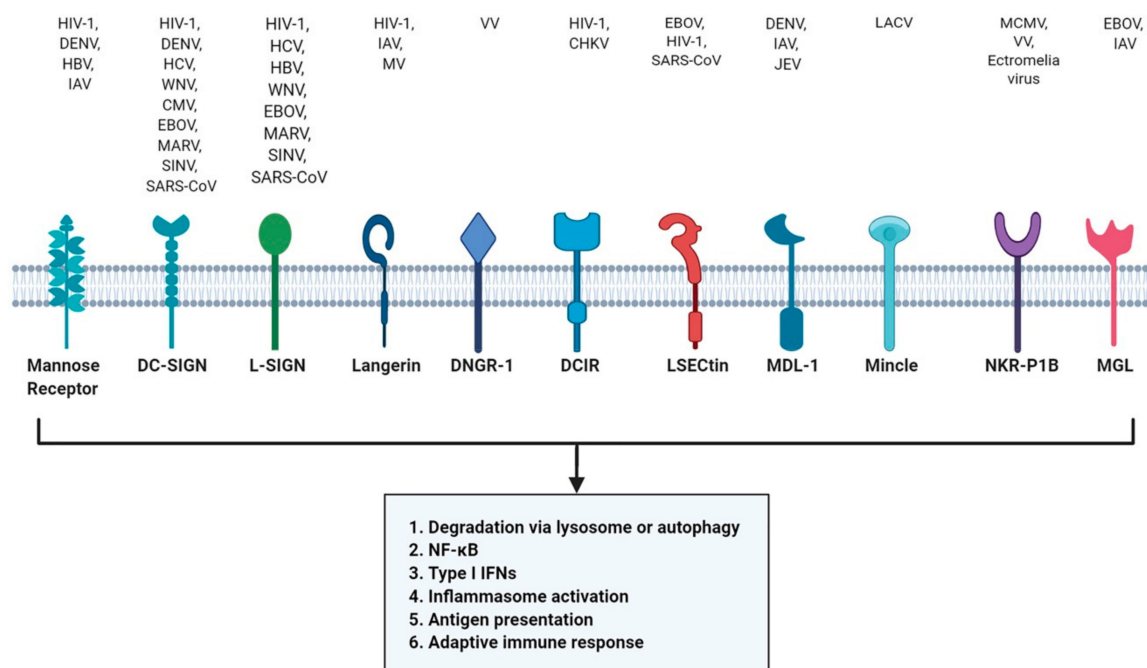 HIV-1,
DENV,
HBV,
IAV
HIV-1,
DENV,
HCV,
WNV,
CMV,
EBOV,
MARV,
SINV,
SARS-CoV
HIV-1,
HCV,
HBV,
WNV,
EBOV,
MARV,
SINV,
SARS-CoV
HIV-1,
IAV,
MV
VV
HIV-1,
CHKV
EBOV,
HIV-1,
SARS-CoV
DENV,
IAV,
JEV
LACV
MCMV,
VV,
Ectromelia
virus
EBOV,
IAV
Mannose
Receptor
DC-SIGN
L-SIGN
Langerin
DNGR-1
DCIR
LSECtin
MDL-1
Mincle
NKR-P1B
MGL
1. Degradation via lysosome or autophagy
2. NF-κB
3. Type I IFNs
4. Inflammasome activation
5. Antigen presentation
6. Adaptive immune response